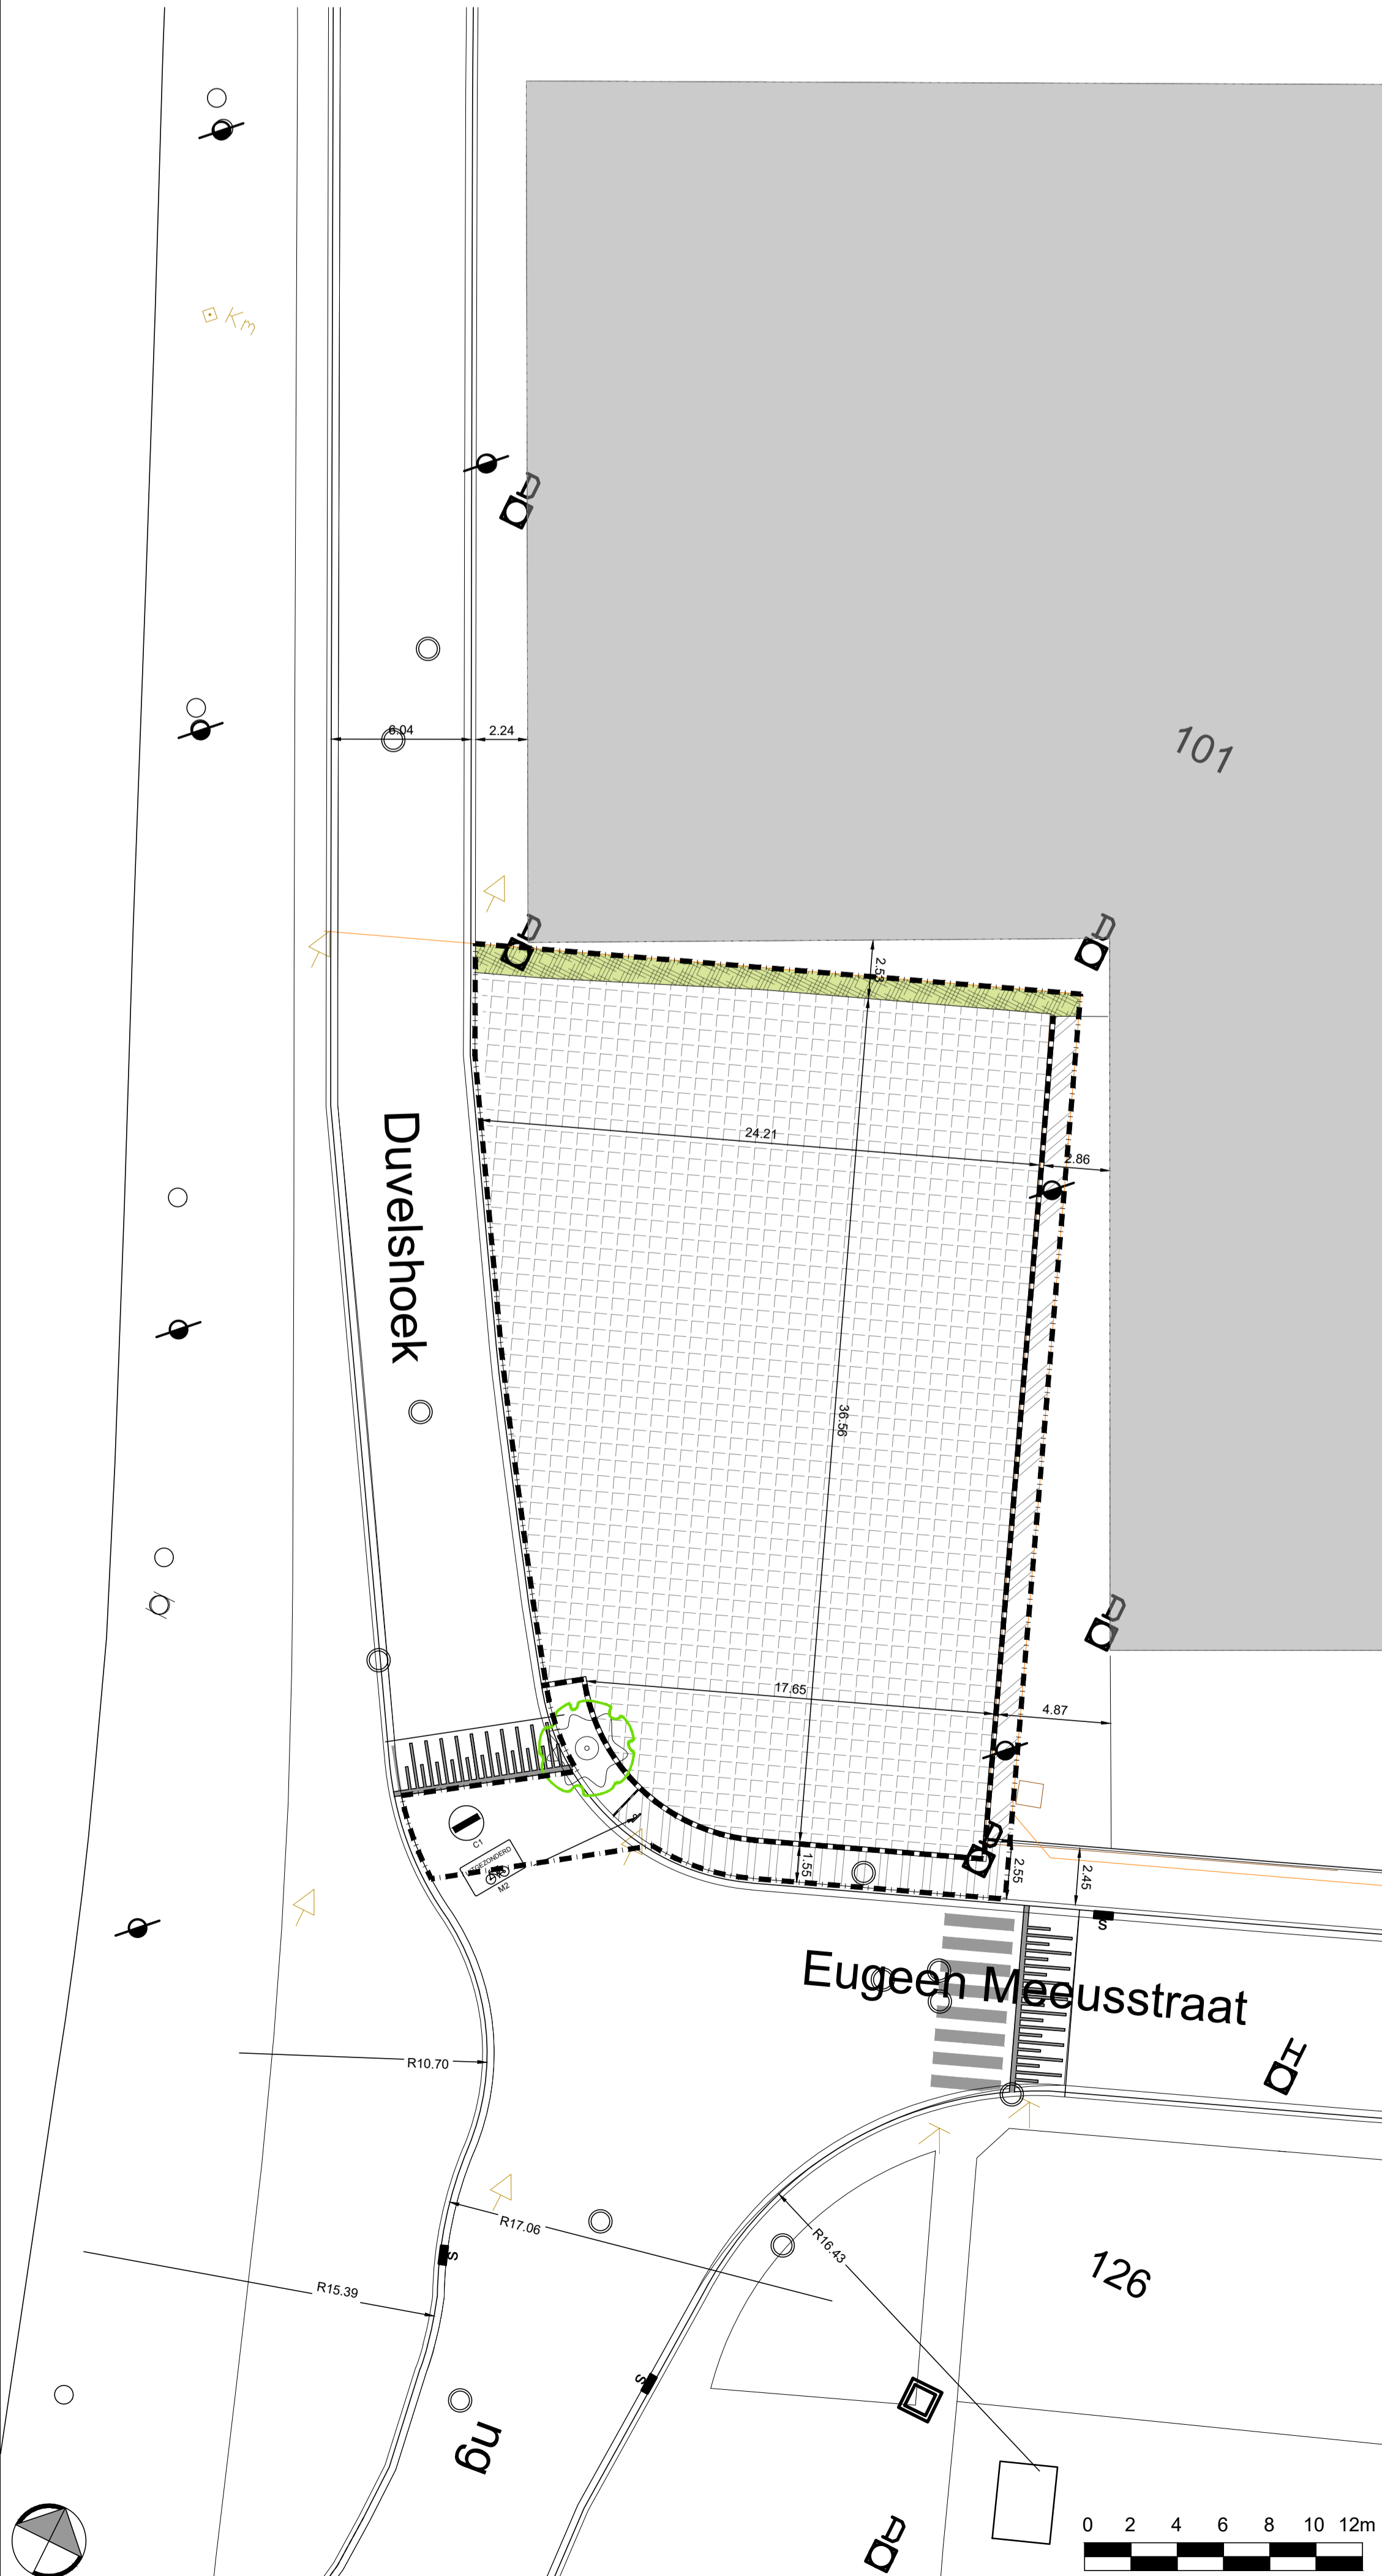 Km
D
101
6.04
2.24
D
D
2.53
Duvelshoek
24.21
2.86
36.56
D
17.65
4.87
C1
UITGEZONDERD
M2
D
1.55
2.55
2.45
S
Eugeen Meeusstraat
H
R10.70
R17.06
S
R16.43
R15.39
126
S
ng
D
0 2 4 6 8 10 12m